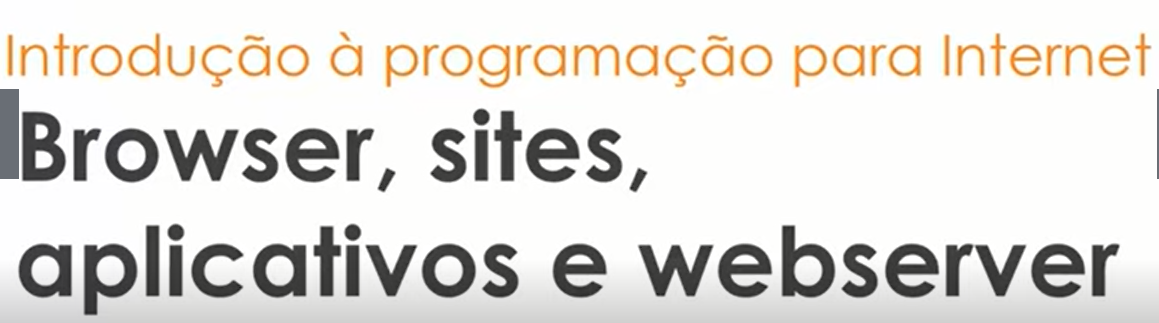 Introdução à programação para Internet
Browser, sites,
aplicativos e webserver